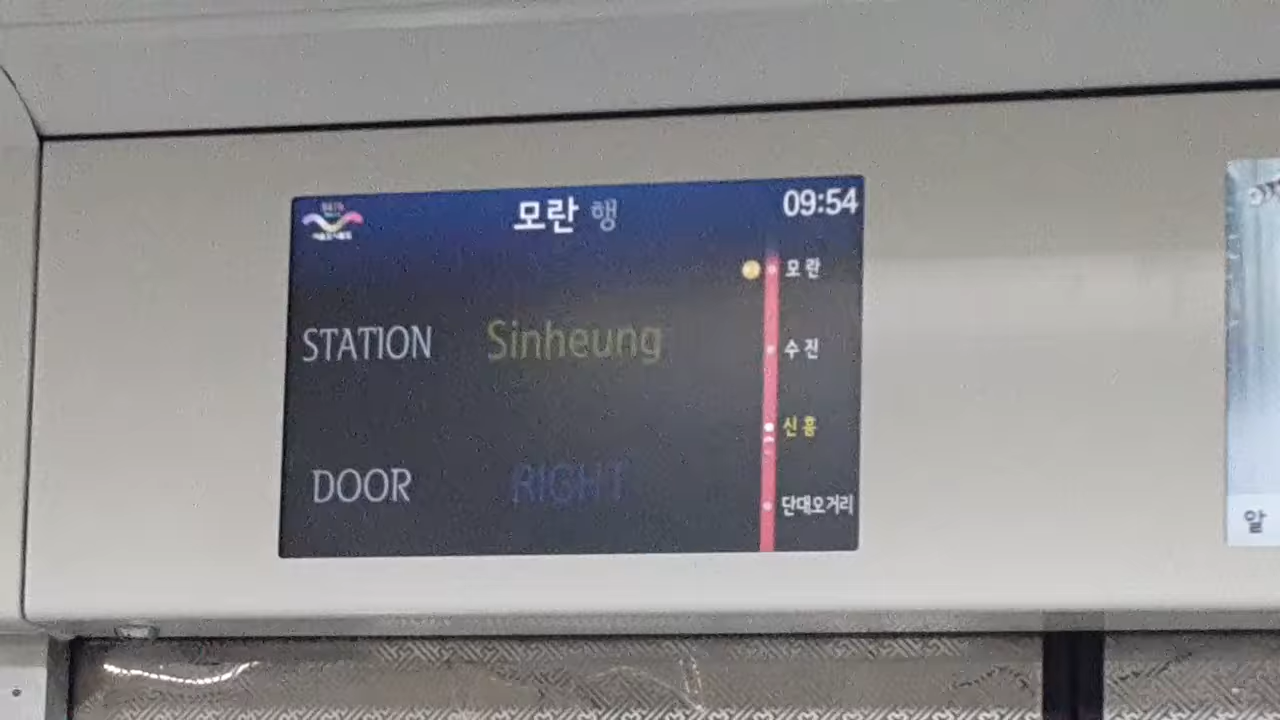 모란 행
09:54
모란
STATION Sinheung
수진
신흥
DOOR RIGHT
단대오거리
알